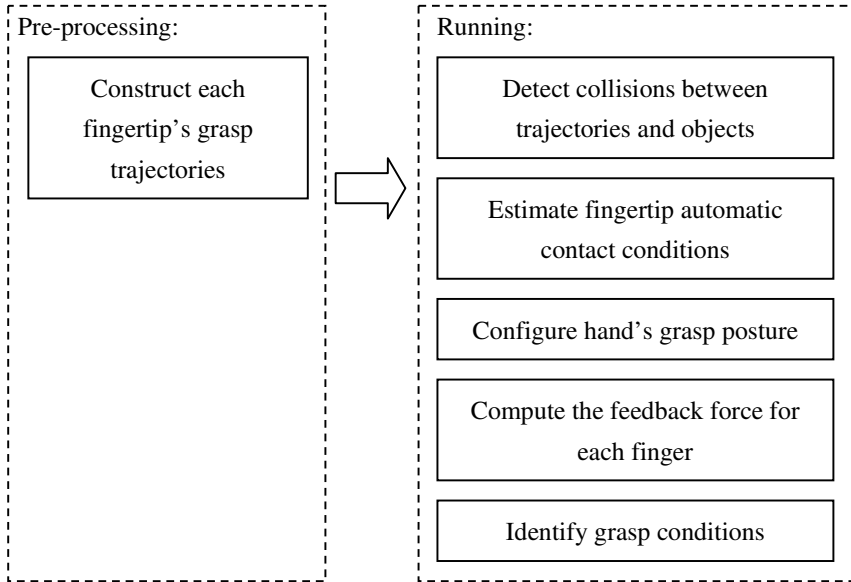 Pre-processing:
Construct each
fingertip's grasp
trajectories
Running:
Detect collisions between
trajectories and objects
Estimate fingertip automatic
contact conditions
Configure hand's grasp posture
Compute the feedback force for
each finger
Identify grasp conditions